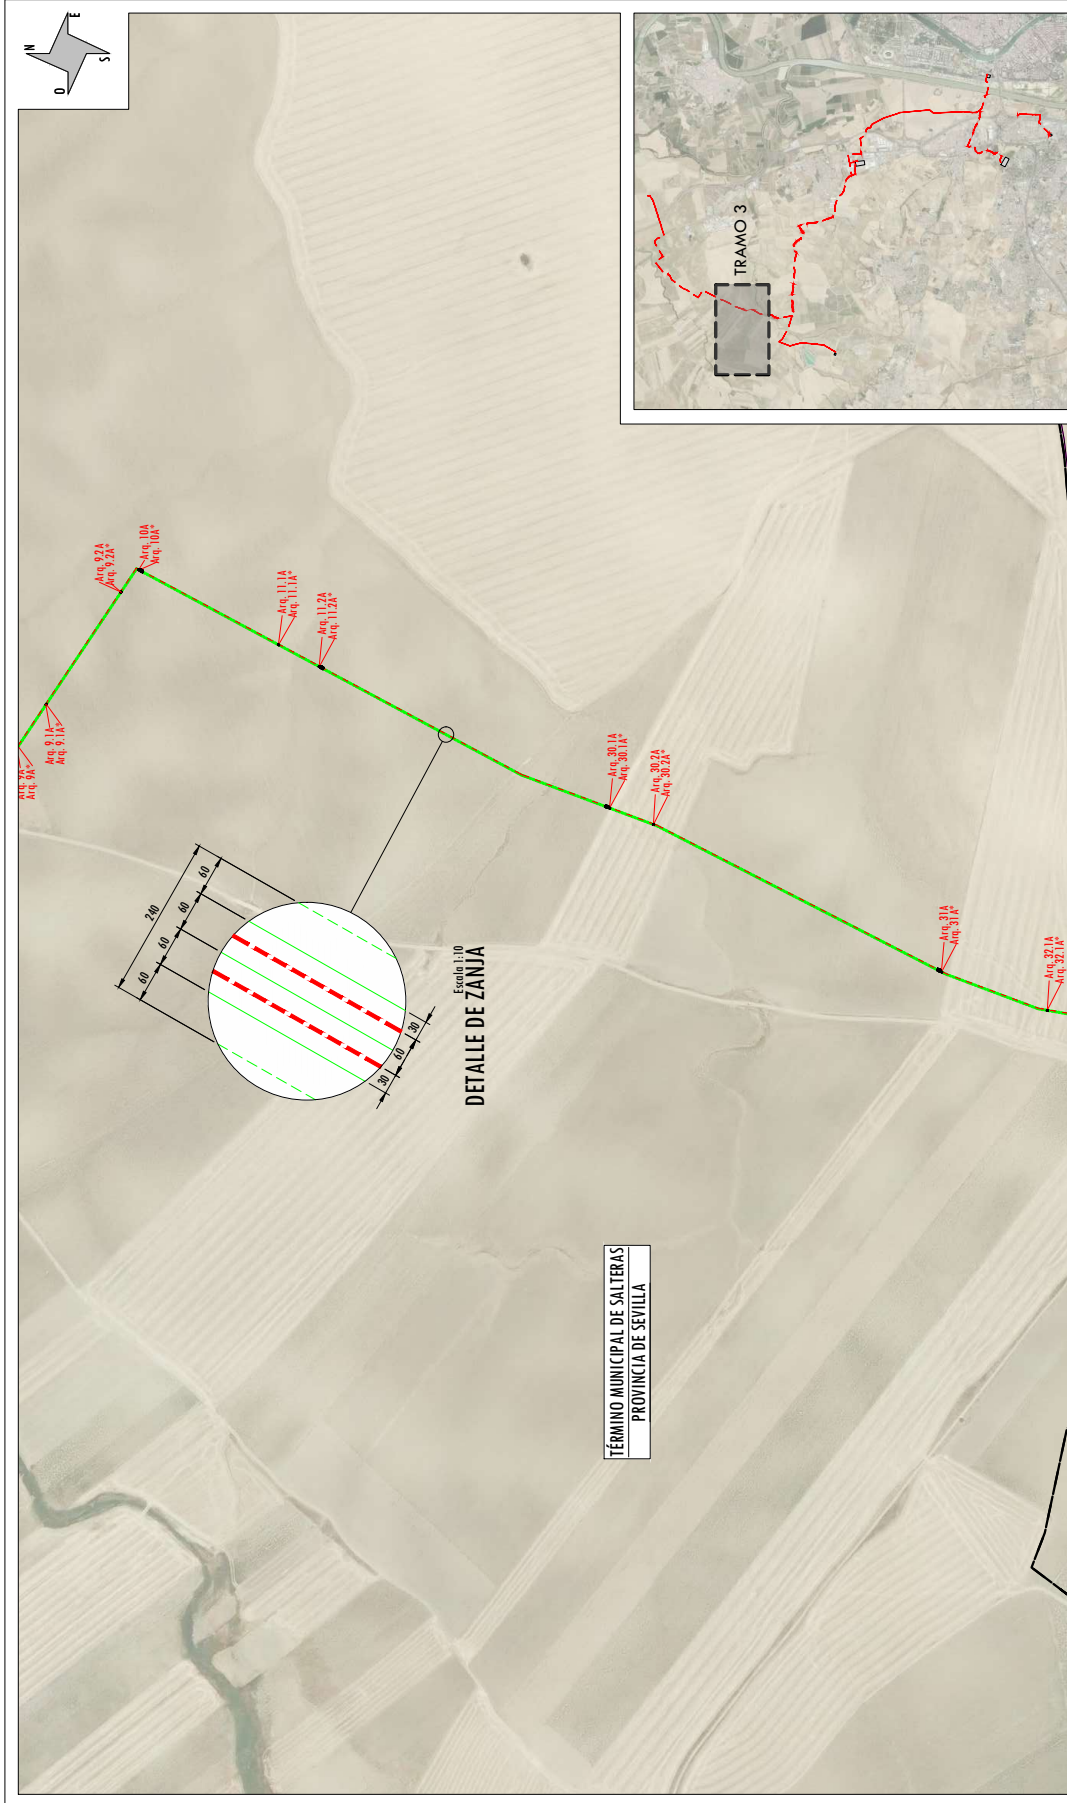 N
E
S
O
TRAMO 3
Arq. 9A
Arq. 9A*
Arq. 9.1A
Arq. 9.1A*
Arq. 9.2A
Arq. 9.2A*
Arq. 10A
Arq. 10A*
Arq. 11.1A
Arq. 11.1A*
Arq. 11.2A
Arq. 11.2A*
Arq. 30.1A
Arq. 30.1A*
Arq. 30.2A
Arq. 30.2A*
Arq. 31A
Arq. 31A*
Arq. 32.1A
Arq. 32.1A*
240
60
60
60
60
30
60
30
Escala 1:10
DETALLE DE ZANJA
TÉRMINO MUNICIPAL DE SALTERAS
PROVINCIA DE SEVILLA